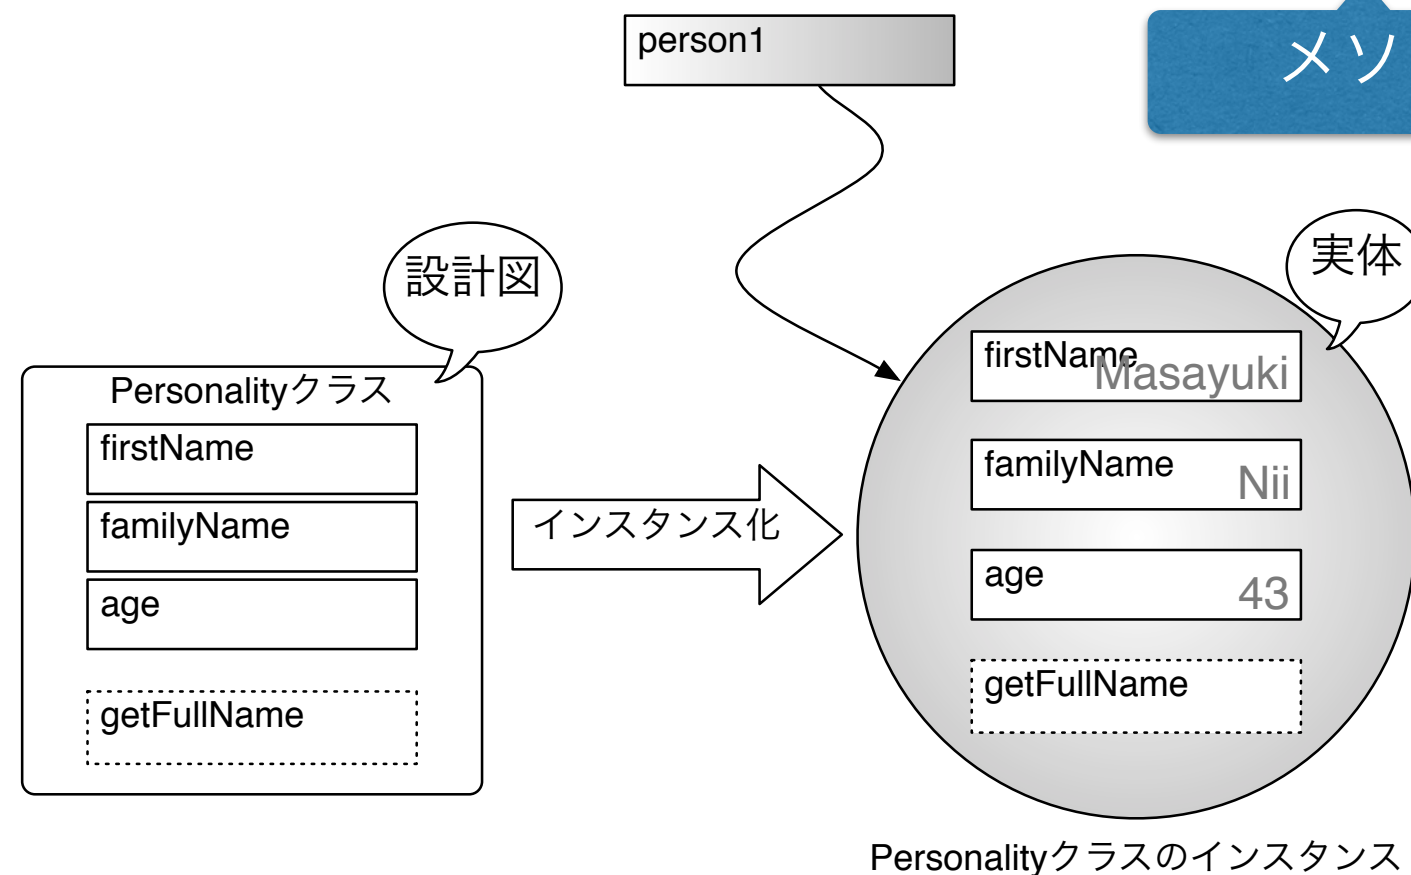 person1
メソ
設計図
実体
Personalityクラス
firstName
familyName
age
getFullName
インスタンス化
firstName
Masayuki
familyName
Nii
age
43
getFullName
Personalityクラスのインスタンス